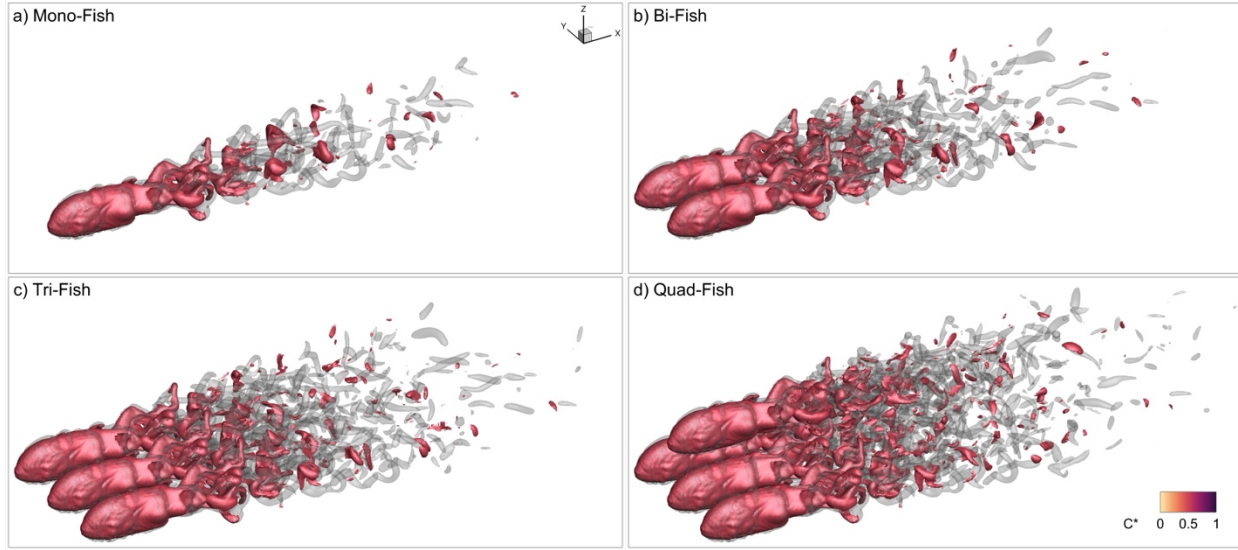 a) Mono-Fish
Z
Y
X
b) Bi-Fish
c) Tri-Fish
d) Quad-Fish
C* 0 0.5 1